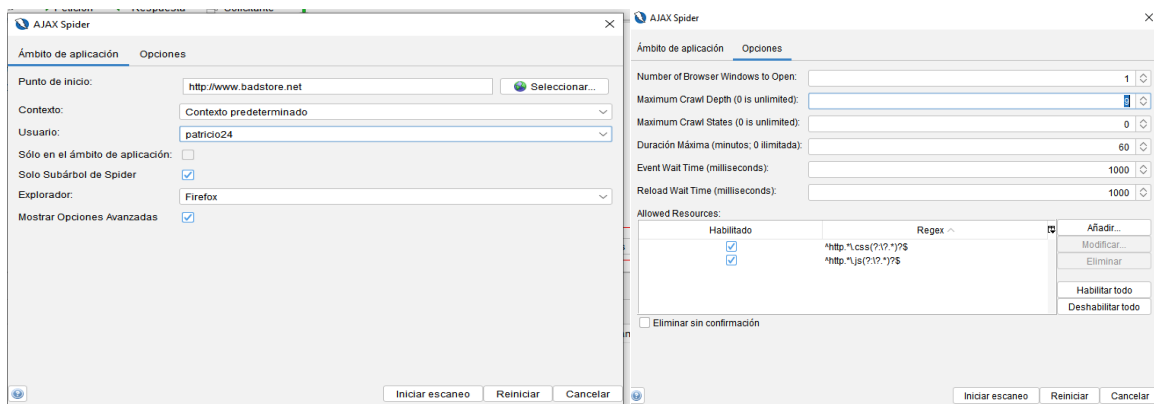 AJAX Spider
Ámbito de aplicación Opciones
Punto de inicio: http://www.badstore.net Seleccionar...
Contexto: Contexto predeterminado
Usuario: patricio24
Sólo en el ámbito de aplicación:
Solo Subárbol de Spider
Explorador: Firefox
Mostrar Opciones Avanzadas
Iniciar escaneo Reiniciar Cancelar
AJAX Spider
Ámbito de aplicación Opciones
Number of Browser Windows to Open: 1
Maximum Crawl Depth (0 is unlimited):
Maximum Crawl States (0 is unlimited): 0
Duración Máxima (minutos; 0 ilimitada): 60
Event Wait Time (milliseconds): 1000
Reload Wait Time (milliseconds): 1000
Allowed Resources:
Habilitado Regex Añadir...
^http.*\.css(?:\?.*)?$ Modificar...
^http.*\.js(?:\?.*)?$ Eliminar
Habilitar todo
Deshabilitar todo
Eliminar sin confirmación
Iniciar escaneo Reiniciar Cancelar